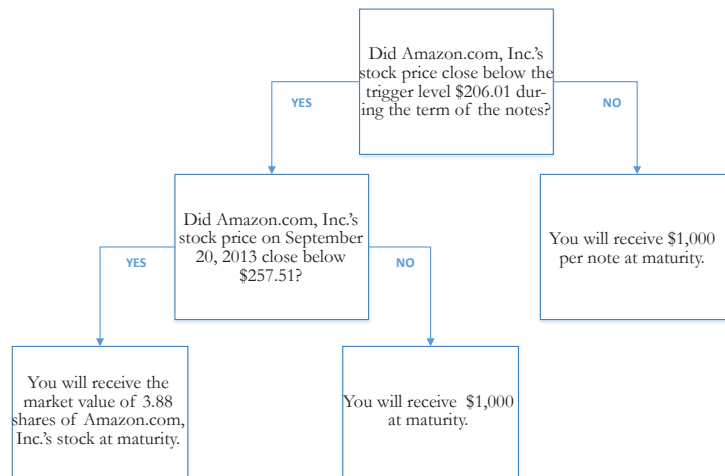 Did Amazon.com, Inc.'s
stock price close below the
trigger level $206.01 dur-
ing the term of the notes?
YES
NO
Did Amazon.com, Inc.'s
stock price on September
20, 2013 close below
$257.51?
You will receive $1,000
per note at maturity.
YES
NO
You will receive the
market value of 3.88
shares of Amazon.com,
Inc.'s stock at maturity.
You will receive $1,000
at maturity.